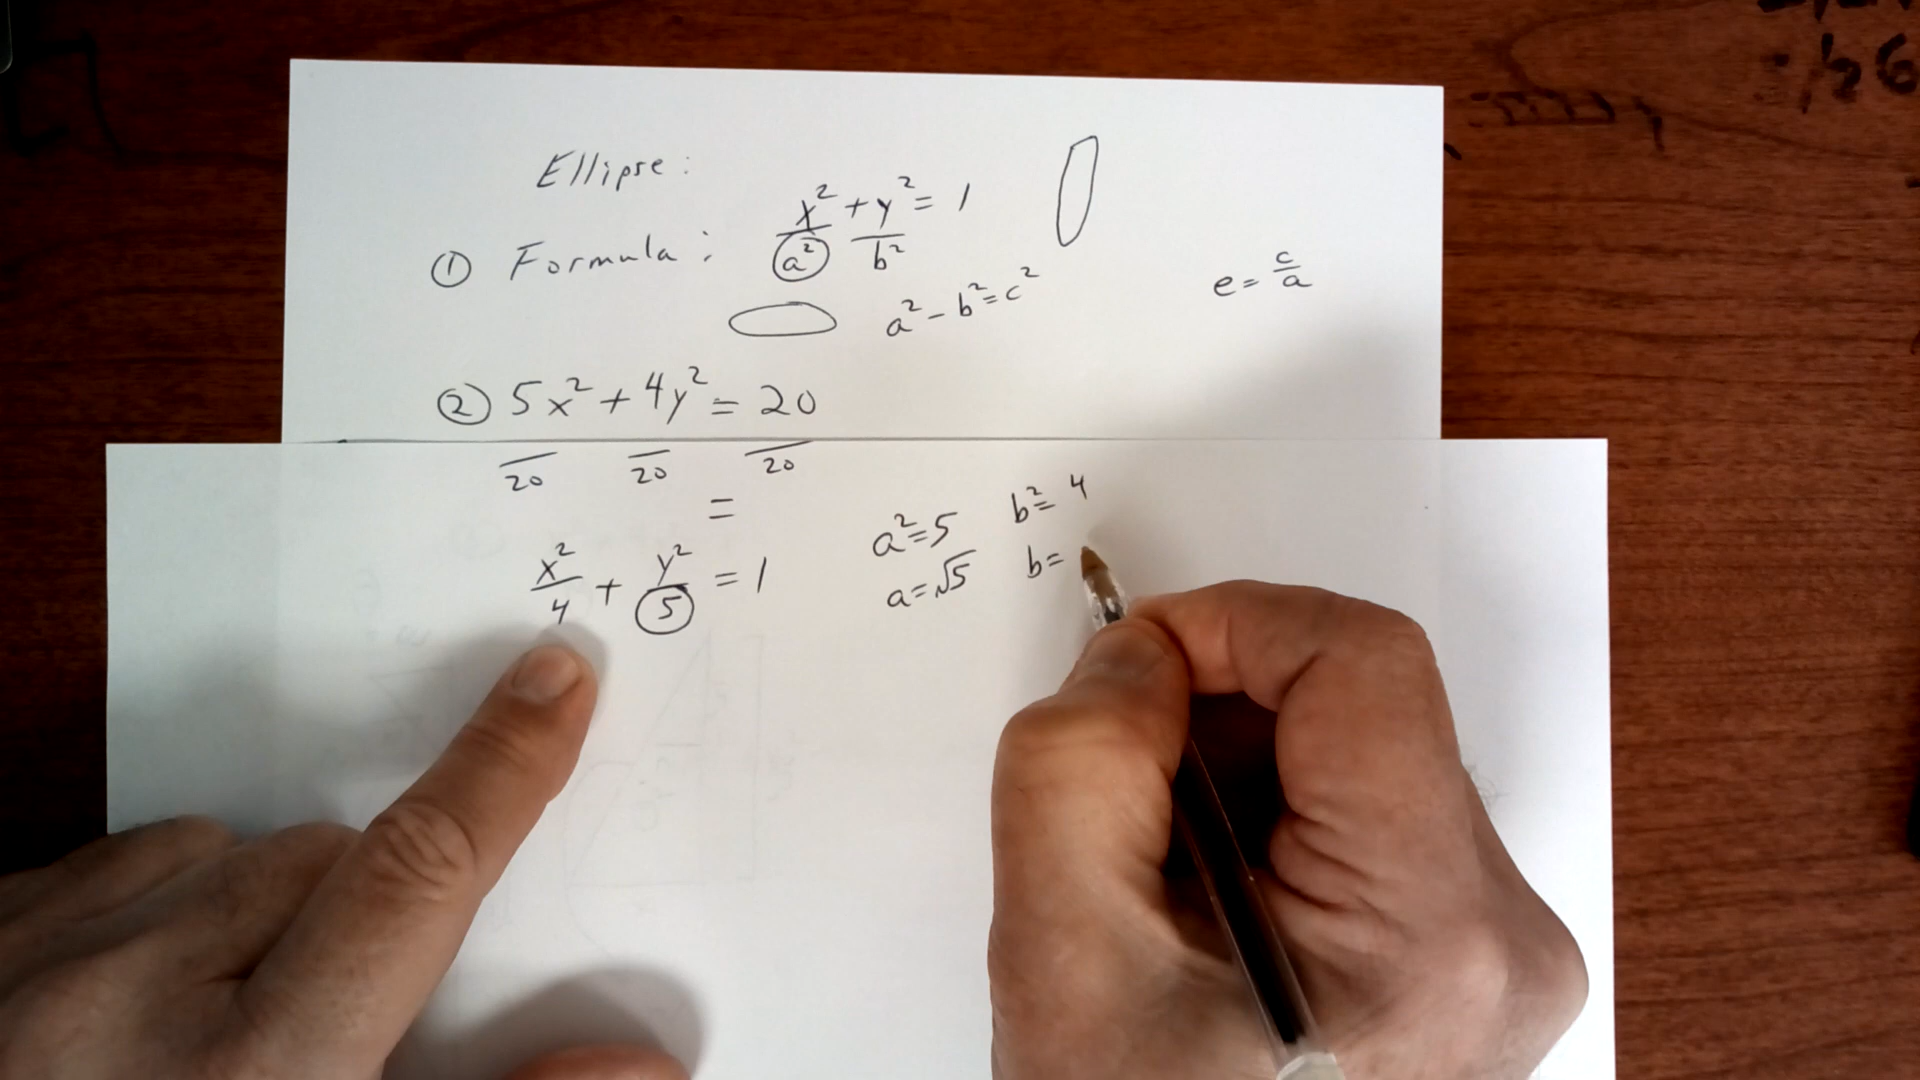 Ellipse:
① Formula: x²/a² + y²/b² = 1
a² - b² = c²
e = c/a
② 5x² + 4y² = 20
/20 /20 /20
=
x²/4 + y²/5 = 1
a² = 5
a = √5
b² = 4
b =